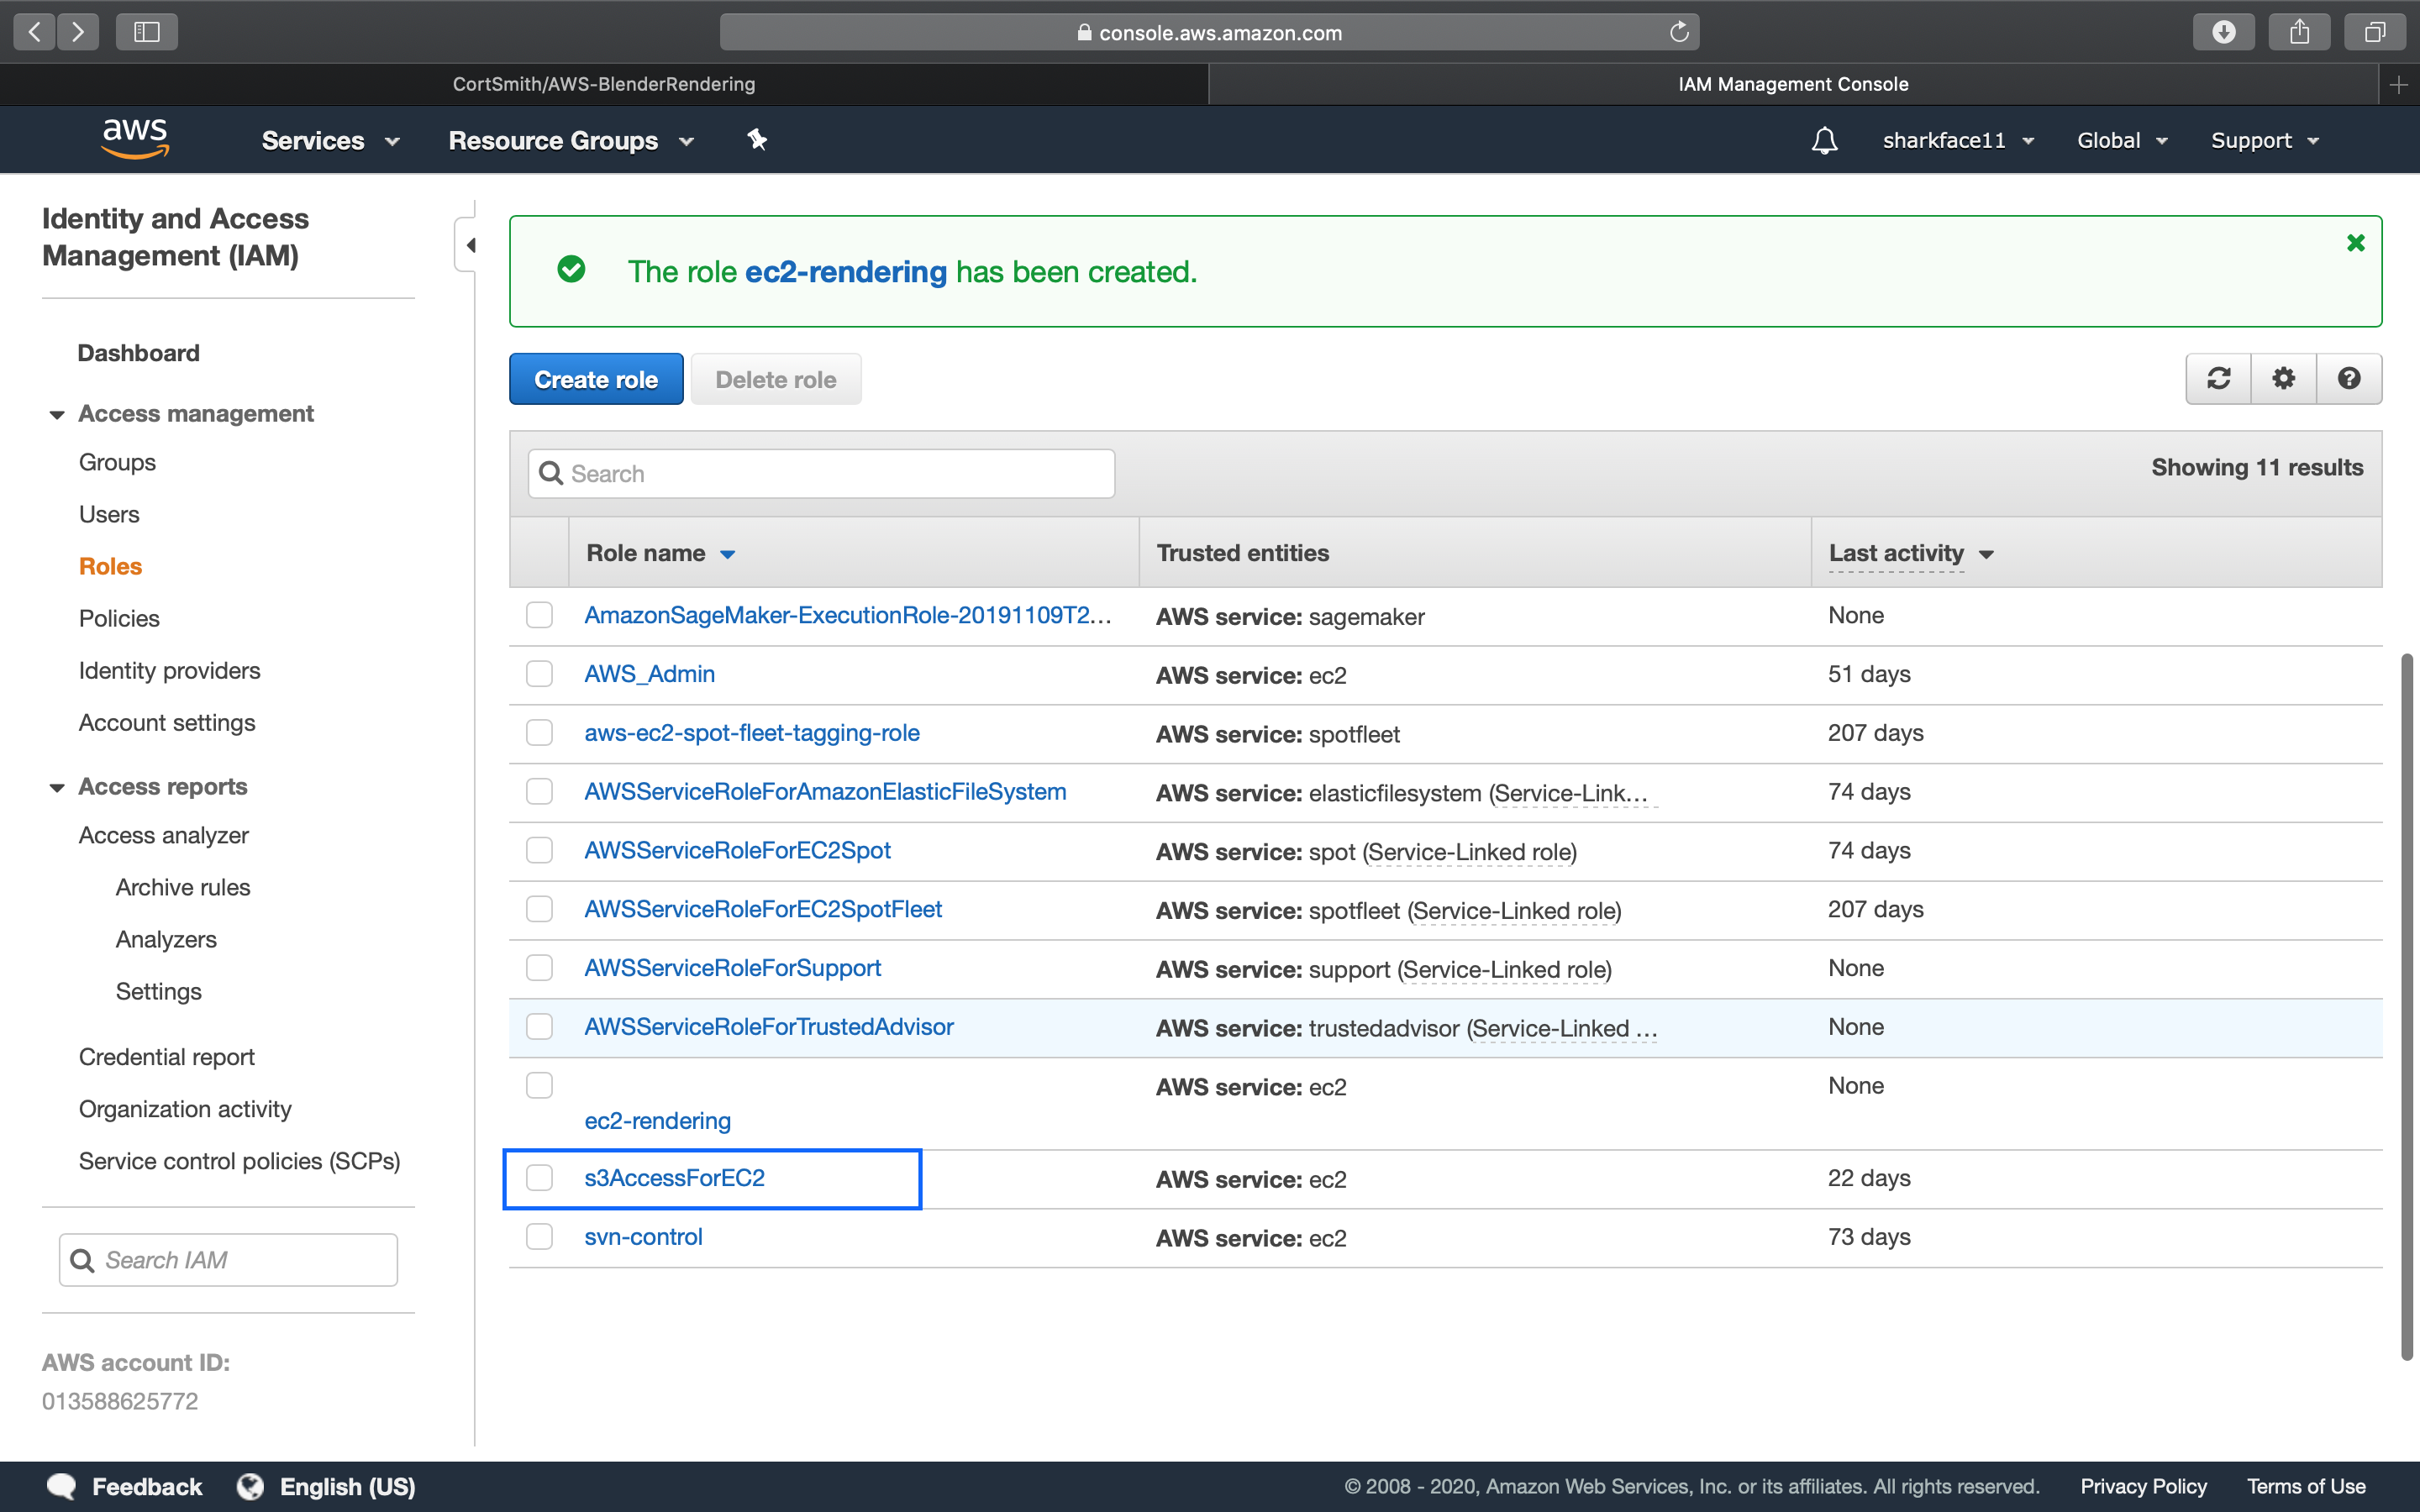 console.aws.amazon.com
CortSmith/AWS-BlenderRendering
IAM Management Console
aws
Services
Resource Groups
sharkface11
Global
Support
Identity and Access
Management (IAM)
Dashboard
Access management
Groups
Users
Roles
Policies
Identity providers
Account settings
Access reports
Access analyzer
Archive rules
Analyzers
Settings
Credential report
Organization activity
Service control policies (SCPs)
Search IAM
AWS account ID:
013588625772
The role ec2-rendering has been created.
Create role
Delete role
Search
Showing 11 results
Role name Trusted entities Last activity
AmazonSageMaker-ExecutionRole-20191109T2... AWS service: sagemaker None
AWS_Admin AWS service: ec2 51 days
aws-ec2-spot-fleet-tagging-role AWS service: spotfleet 207 days
AWSServiceRoleForAmazonElasticFileSystem AWS service: elasticfilesystem (Service-Link... 74 days
AWSServiceRoleForEC2Spot AWS service: spot (Service-Linked role) 74 days
AWSServiceRoleForEC2SpotFleet AWS service: spotfleet (Service-Linked role) 207 days
AWSServiceRoleForSupport AWS service: support (Service-Linked role) None
AWSServiceRoleForTrustedAdvisor AWS service: trustedadvisor (Service-Linked ... None
AWS service: ec2 None
ec2-rendering
s3AccessForEC2 AWS service: ec2 22 days
svn-control AWS service: ec2 73 days
Feedback
English (US)
© 2008 - 2020, Amazon Web Services, Inc. or its affiliates. All rights reserved.
Privacy Policy
Terms of Use